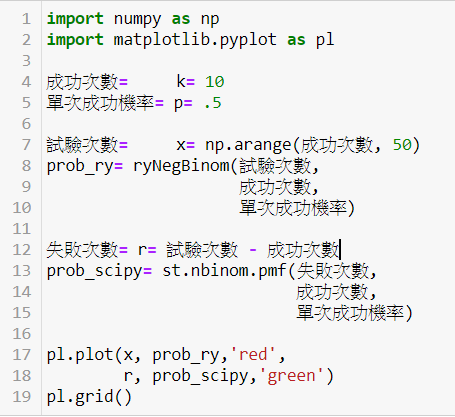 1 import numpy as np
2 import matplotlib.pyplot as pl
3
4 成功次數=     k= 10
5 單次成功機率= p= .5
6
7 試驗次數=     x= np.arange(成功次數, 50)
8 prob_ry= ryNegBinom(試驗次數,
9                     成功次數,
10                     單次成功機率)
11
12 失敗次數= r= 試驗次數 - 成功次數
13 prob_scipy= st.nbinom.pmf(失敗次數,
14                           成功次數,
15                           單次成功機率)
16
17 pl.plot(x, prob_ry,'red',
18         r, prob_scipy,'green')
19 pl.grid()